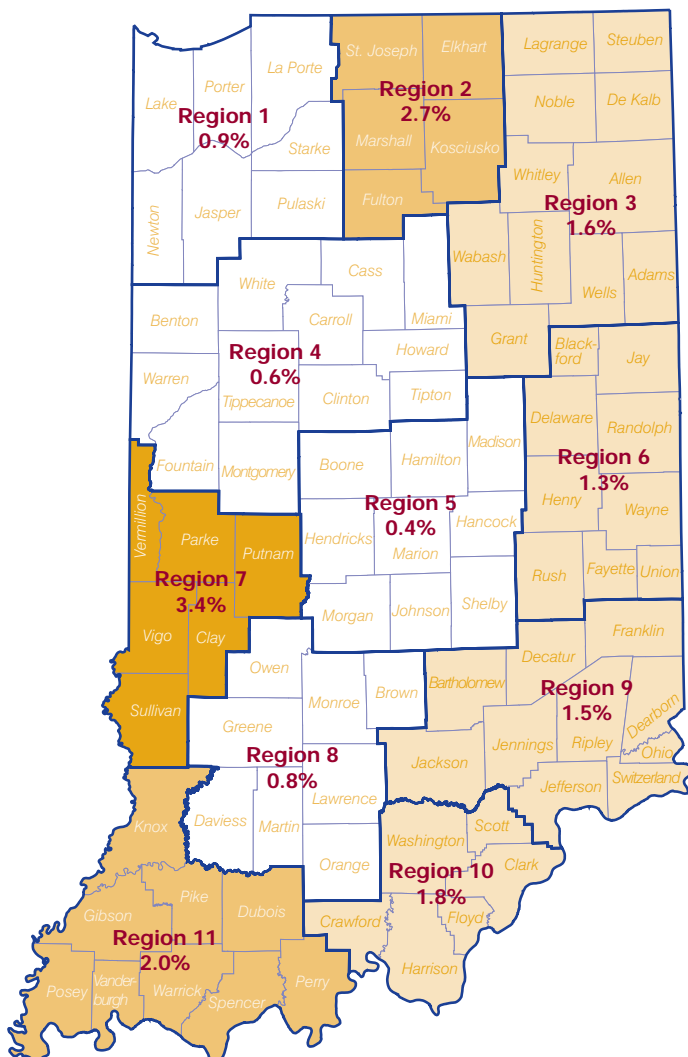 St. Joseph
Elkhart
Lagrange
Steuben
La Porte
Porter
Lake
Region 1
0.9%
Region 2
2.7%
Noble
De Kalb
Starke
Marshall
Kosciusko
Whitley
Allen
Newton
Jasper
Pulaski
Fulton
Region 3
1.6%
Wabash
Huntington
Wells
Adams
White
Cass
Miami
Benton
Carroll
Howard
Grant
Black-
ford
Jay
Region 4
0.6%
Warren
Tippecanoe
Clinton
Tipton
Delaware
Randolph
Madison
Fountain
Montgomery
Boone
Hamilton
Region 6
1.3%
Henry
Wayne
Region 5
0.4%
Hendricks
Marion
Hancock
Vermillion
Parke
Putnam
Region 7
3.4%
Rush
Fayette
Union
Morgan
Johnson
Shelby
Vigo
Clay
Franklin
Decatur
Owen
Monroe
Brown
Bartholomew
Region 9
1.5%
Dearborn
Sullivan
Greene
Jennings
Ripley
Ohio
Region 8
0.8%
Jackson
Switzerland
Jefferson
Lawrence
Daviess
Martin
Knox
Washington
Scott
Orange
Clark
Region 10
1.8%
Pike
Dubois
Gibson
Crawford
Floyd
Region 11
2.0%
Harrison
Posey
Vander-
burgh
Warrick
Spencer
Perry